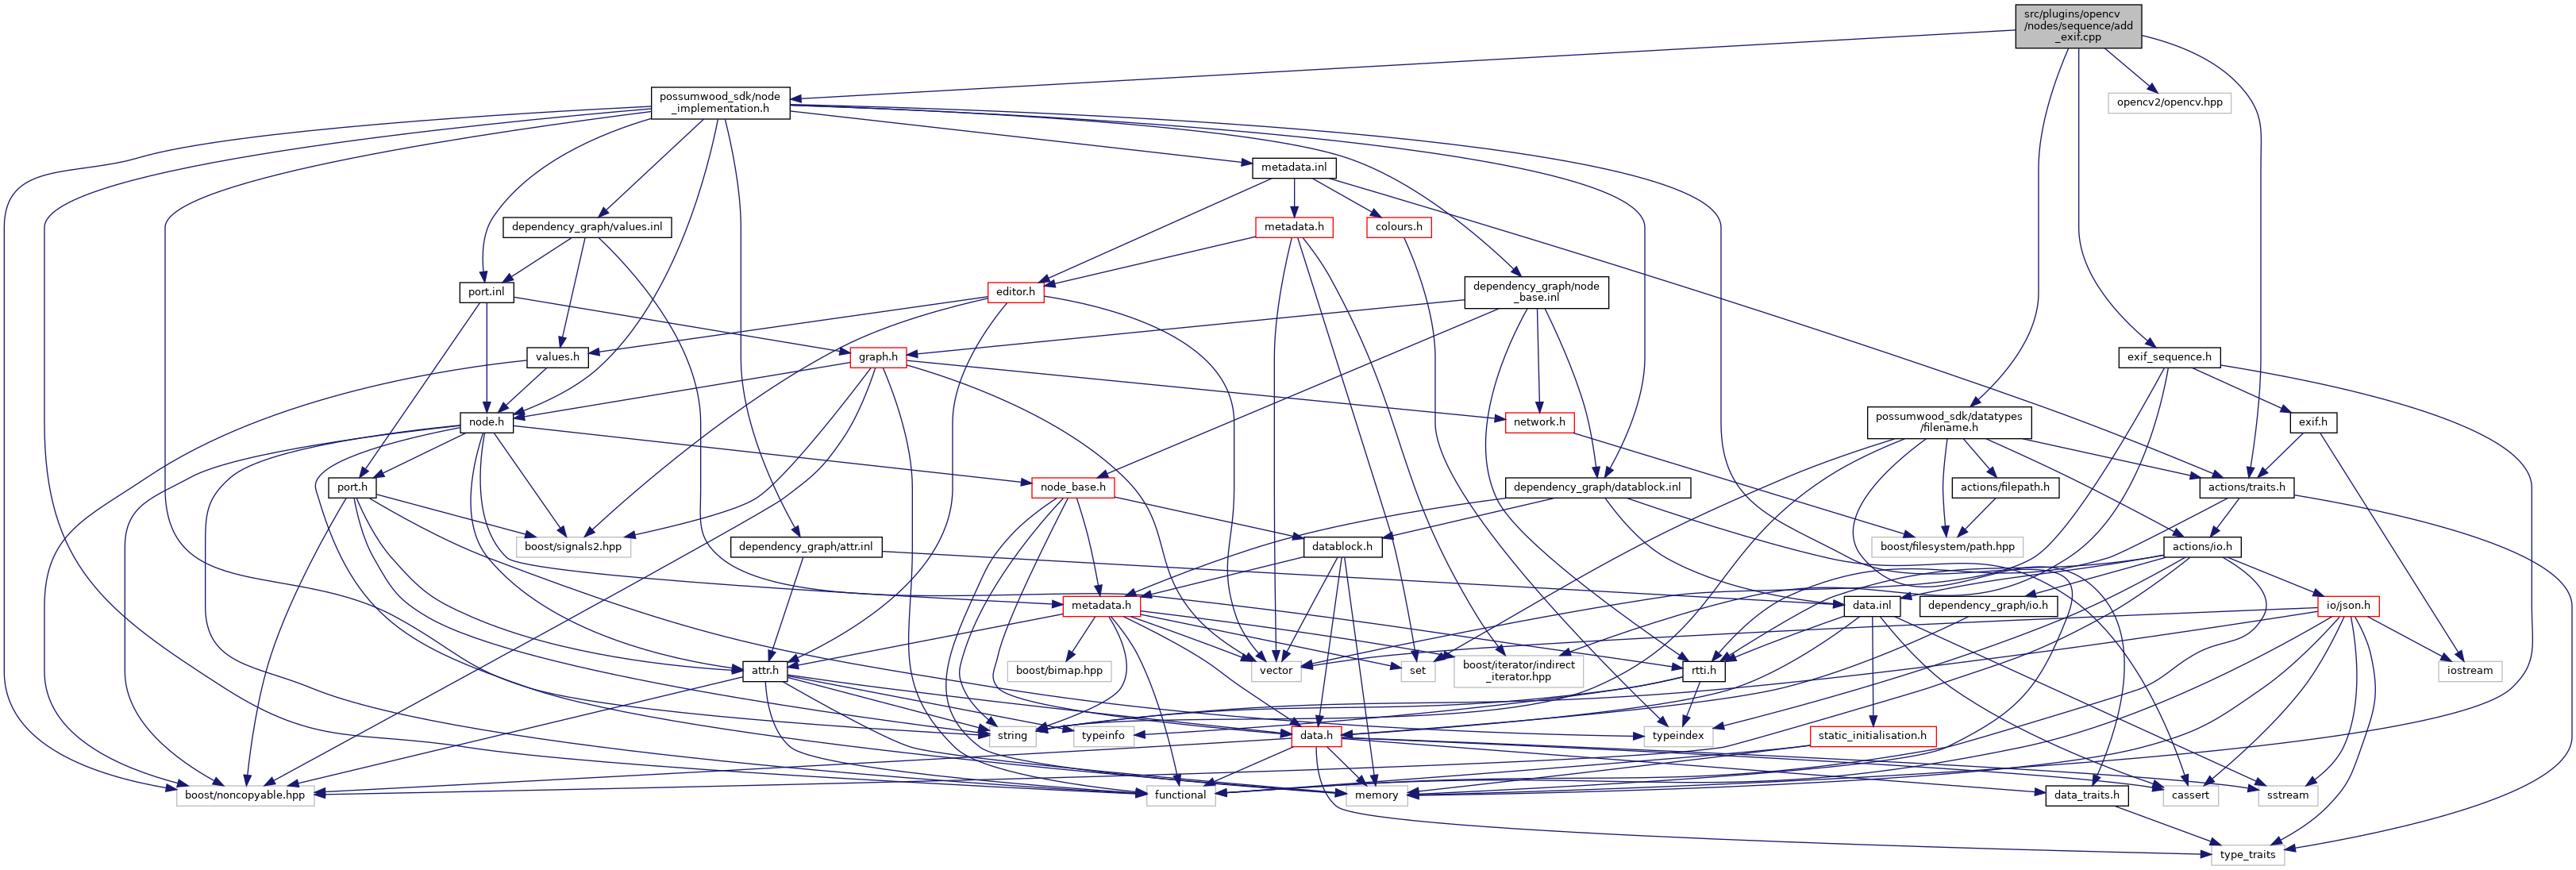 src/plugins/opencv
/nodes/sequence/add
_exif.cpp
possumwood_sdk/node
_implementation.h
opencv2/opencv.hpp
metadata.inl
dependency_graph/values.inl
metadata.h
colours.h
port.inl
editor.h
dependency_graph/node
_base.inl
values.h
graph.h
exif_sequence.h
node.h
network.h
possumwood_sdk/datatypes
/filename.h
exif.h
port.h
node_base.h
dependency_graph/datablock.inl
actions/filepath.h
actions/traits.h
boost/signals2.hpp
dependency_graph/attr.inl
datablock.h
boost/filesystem/path.hpp
actions/io.h
metadata.h
data.inl
dependency_graph/io.h
io/json.h
attr.h
boost/bimap.hpp
vector
set
boost/iterator/indirect
_iterator.hpp
rtti.h
iostream
string
typeinfo
data.h
typeindex
static_initialisation.h
boost/noncopyable.hpp
functional
memory
data_traits.h
cassert
sstream
type_traits